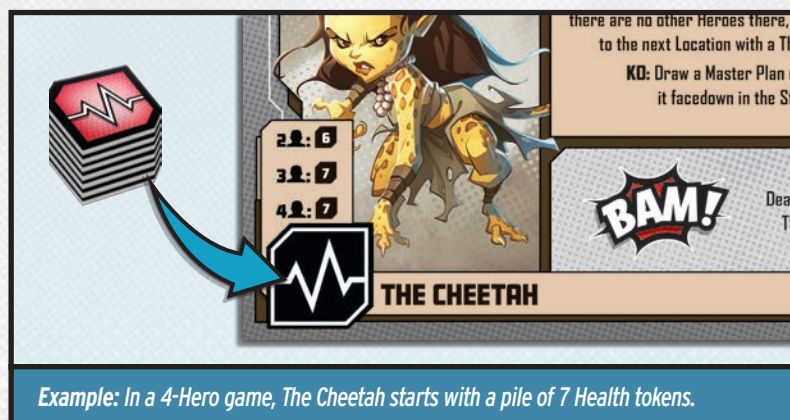 there are no other Heroes there,
to the next Location with a
KO: Draw a Master Plan
it facedown in the
2 : 6
3 : 7
4 : 7
BAM!
THE CHEETAH
Example: In a 4-Hero game, The Cheetah starts with a pile of 7 Health tokens.